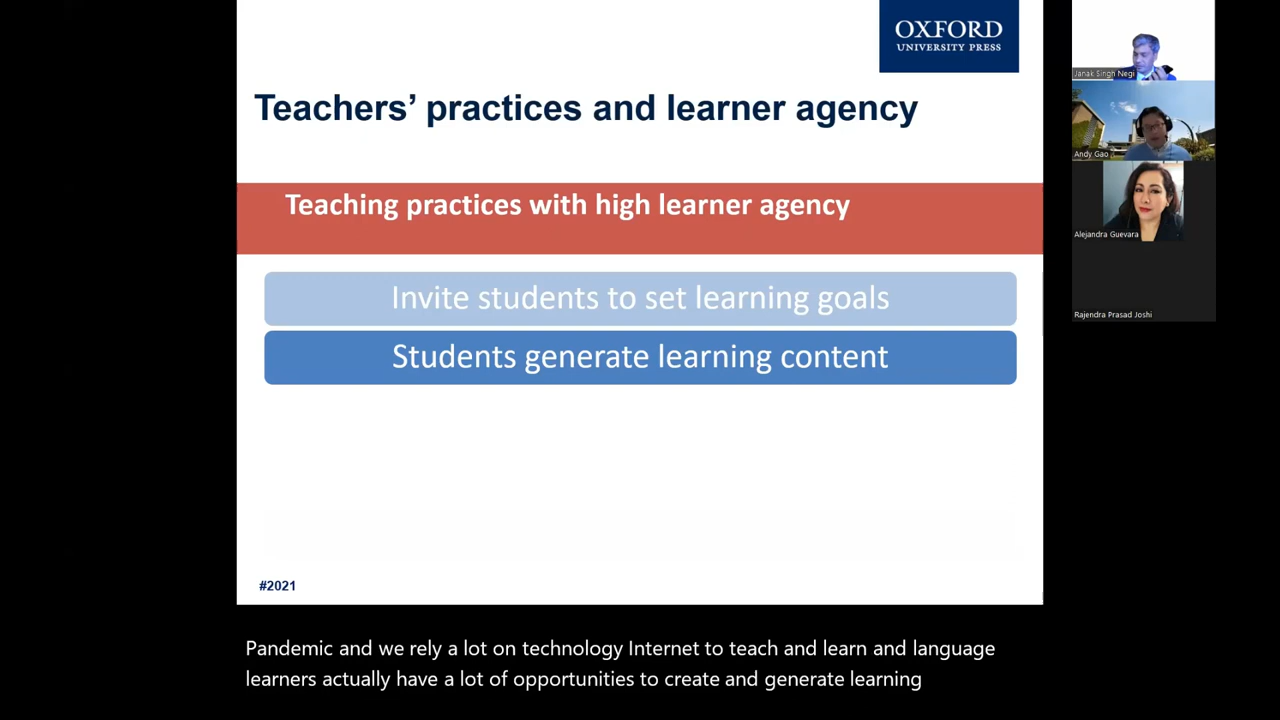 OXFORD
UNIVERSITY PRESS
Teachers’ practices and learner agency
Teaching practices with high learner agency
Invite students to set learning goals
Students generate learning content
#2021
Pandemic and we rely a lot on technology Internet to teach and learn and language
learners actually have a lot of opportunities to create and generate learning
Janak Singh Negi
Andy Gao
Alejandra Guevara
Rajendra Prasad Joshi